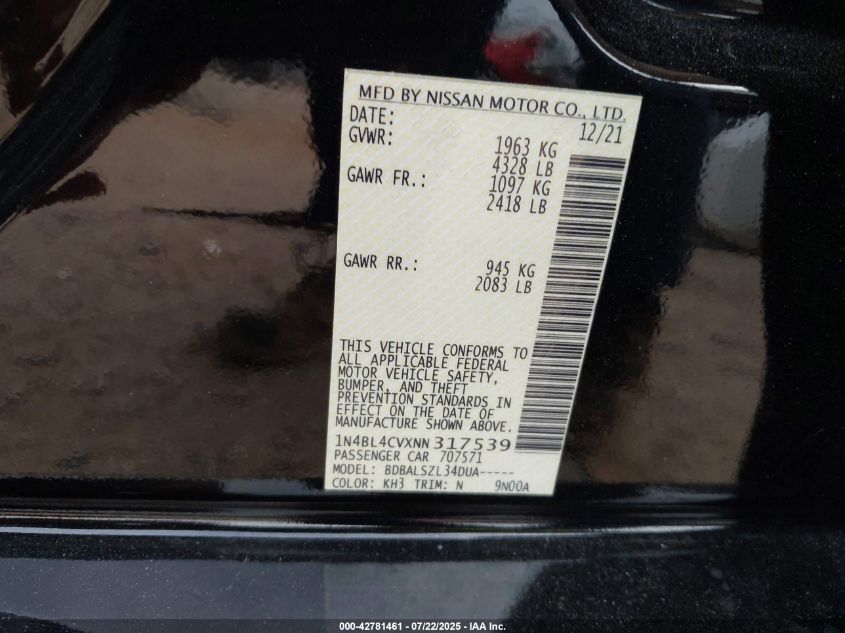 MFD BY NISSAN MOTOR CO., LTD.
DATE: 12/21
GVWR: 1963 KG
4328 LB
GAWR FR.: 1097 KG
2418 LB
GAWR RR.: 945 KG
2083 LB
THIS VEHICLE CONFORMS TO
ALL APPLICABLE FEDERAL
MOTOR VEHICLE SAFETY,
BUMPER, AND THEFT
PREVENTION STANDARDS IN
EFFECT ON THE DATE OF
MANUFACTURE SHOWN ABOVE.
1N4BL4CVXNN317539
PASSENGER CAR 707571
MODEL: BDBALSZL34DUA-----
COLOR: KH3 TRIM: N 9N00A
000-42781461 - 07/22/2025 - IAA Inc.